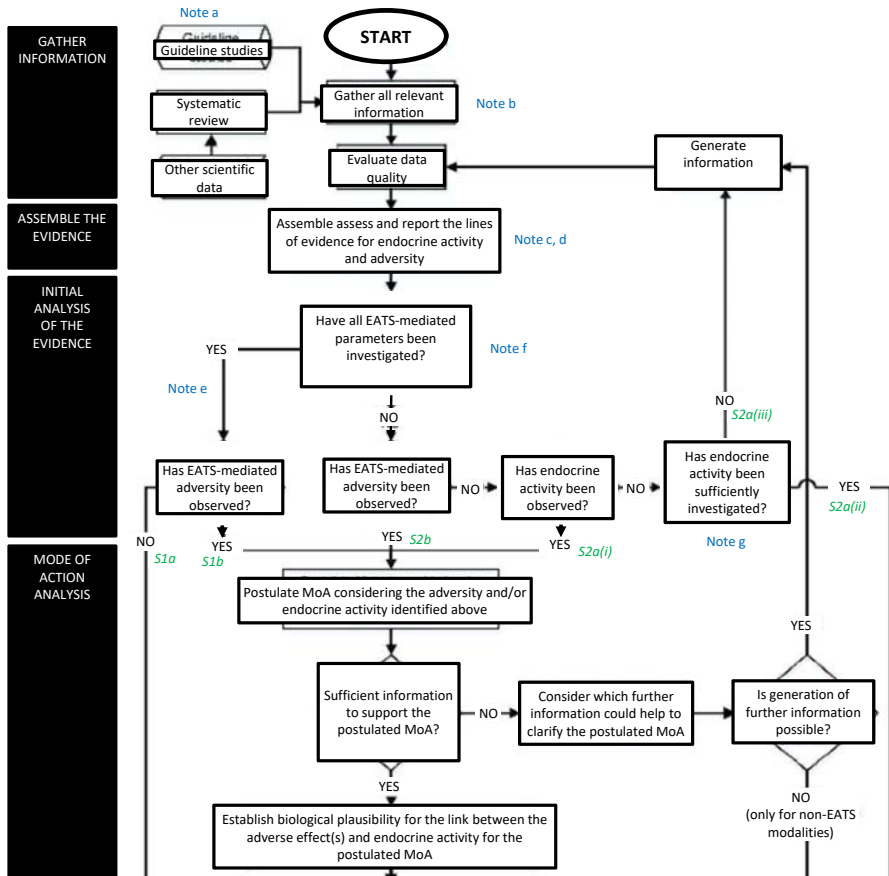 Note a
GATHER
INFORMATION
Guideline studies
START
Systematic
review
Gather all relevant
information
Note b
Other scientific
data
Evaluate data
quality
Generate
information
ASSEMBLE THE
EVIDENCE
Assemble assess and report the lines
of evidence for endocrine activity
and adversity
Note c, d
INITIAL
ANALYSIS
OF THE
EVIDENCE
Have all EATS-mediated
parameters been
investigated?
YES
Note f
Note e
NO
NO
S2a(iii)
Has EATS-mediated
adversity been
observed?
Has EATS-mediated
adversity been
observed?
NO
Has endocrine
activity been
observed?
NO
Has endocrine
activity been
sufficiently
investigated?
YES
S2a(ii)
Note g
NO
S1a
YES
S1b
YES
S2b
YES
S2a(i)
MODE OF
ACTION
ANALYSIS
Postulate MoA considering the adversity and/or
endocrine activity identified above
YES
Sufficient information
to support the
postulated MoA?
NO
Consider which further
information could help to
clarify the postulated MoA
Is generation of
further information
possible?
YES
NO
(only for non-EATS
modalities)
Establish biological plausibility for the link between the
adverse effect(s) and endocrine activity for the
postulated MoA